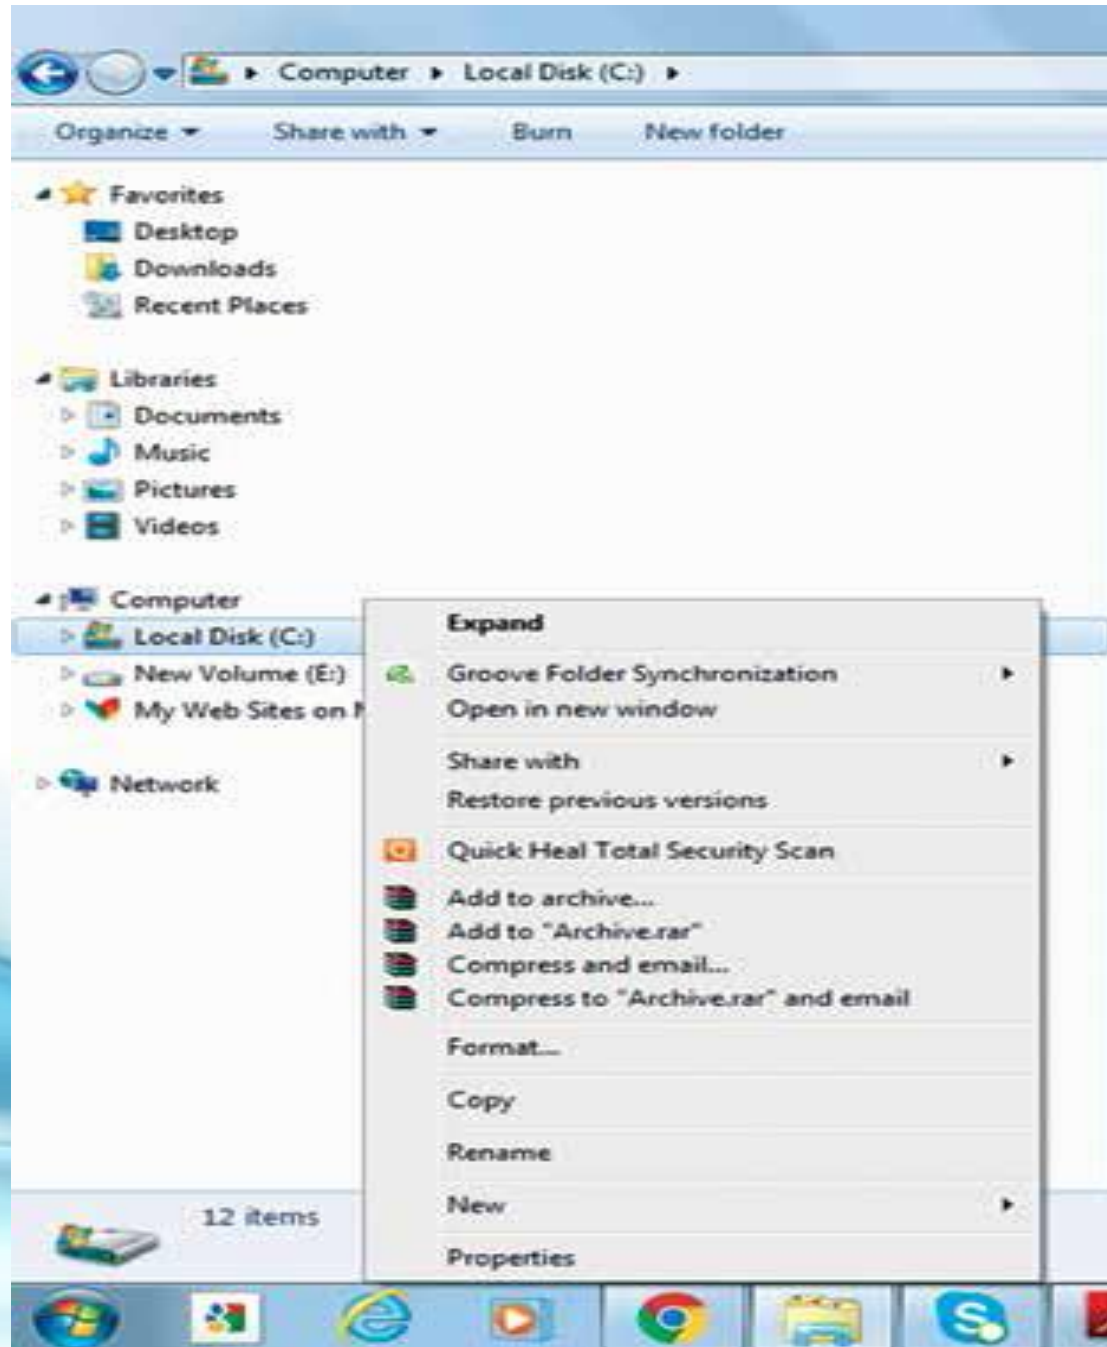 Computer Local Disk (C:)
Organize Share with Burn New folder
Favorites
Desktop
Downloads
Recent Places
Libraries
Documents
Music
Pictures
Videos
Computer
Local Disk (C:)
New Volume (E:)
My Web Sites on
Network
Expand
Groove Folder Synchronization
Open in new window
Share with
Restore previous versions
Quick Heal Total Security Scan
Add to archive...
Add to "Archive.rar"
Compress and email...
Compress to "Archive.rar" and email
Format...
Copy
Rename
New
Properties
12 items